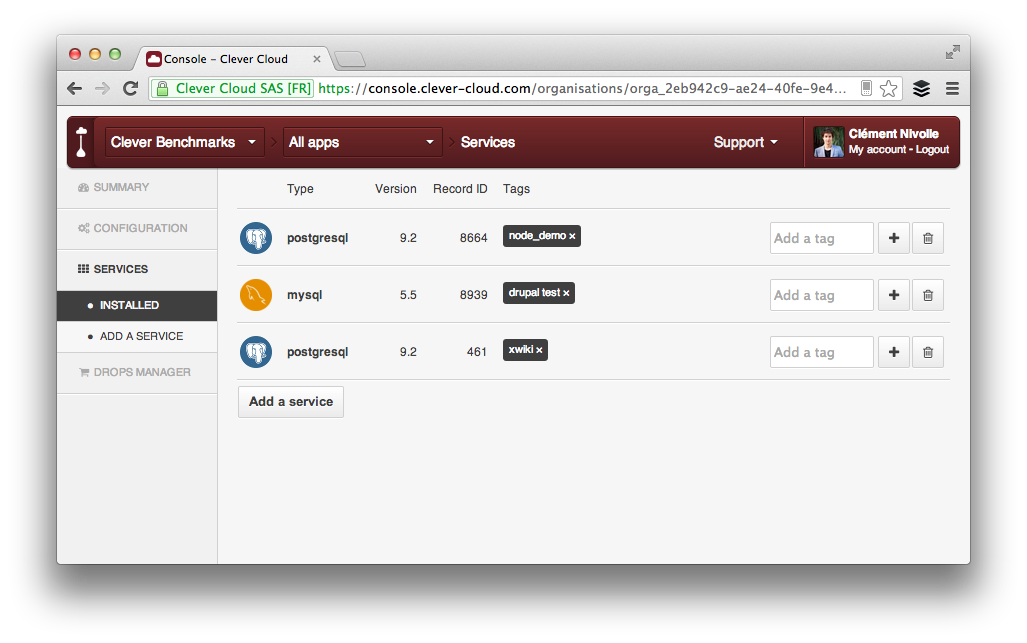 Console – Clever Cloud
Clever Cloud SAS [FR] https://console.clever-cloud.com/organisations/orga_2eb942c9-ae24-40fe-9e4...
Clever Benchmarks All apps Services Support
Clément Nivolle
My account - Logout
SUMMARY
CONFIGURATION
SERVICES
INSTALLED
ADD A SERVICE
DROPS MANAGER
Type Version Record ID Tags
postgresql 9.2 8664 node_demo × Add a tag
mysql 5.5 8939 drupal test × Add a tag
postgresql 9.2 461 xwiki × Add a tag
Add a service